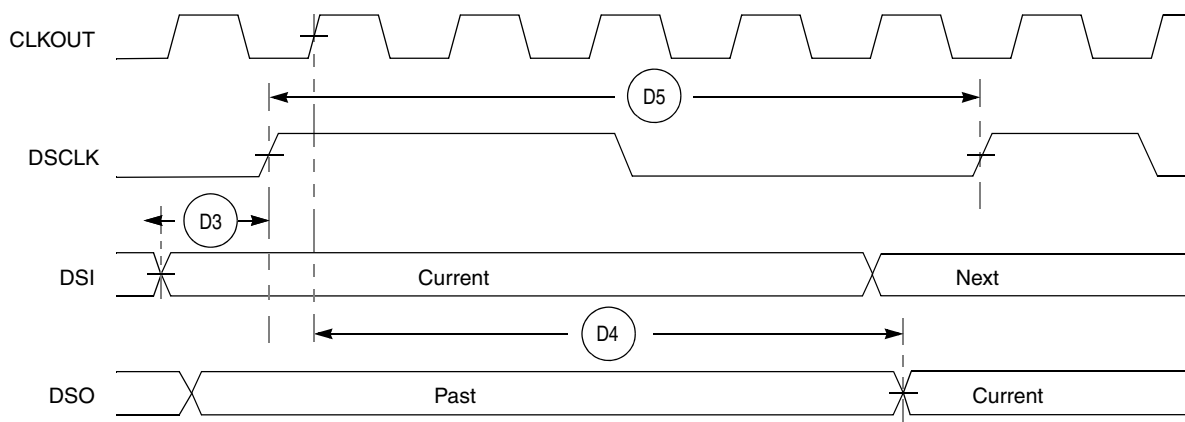 CLKOUT
D5
DSCLK
D3
DSI Current Next
D4
DSO Past Current